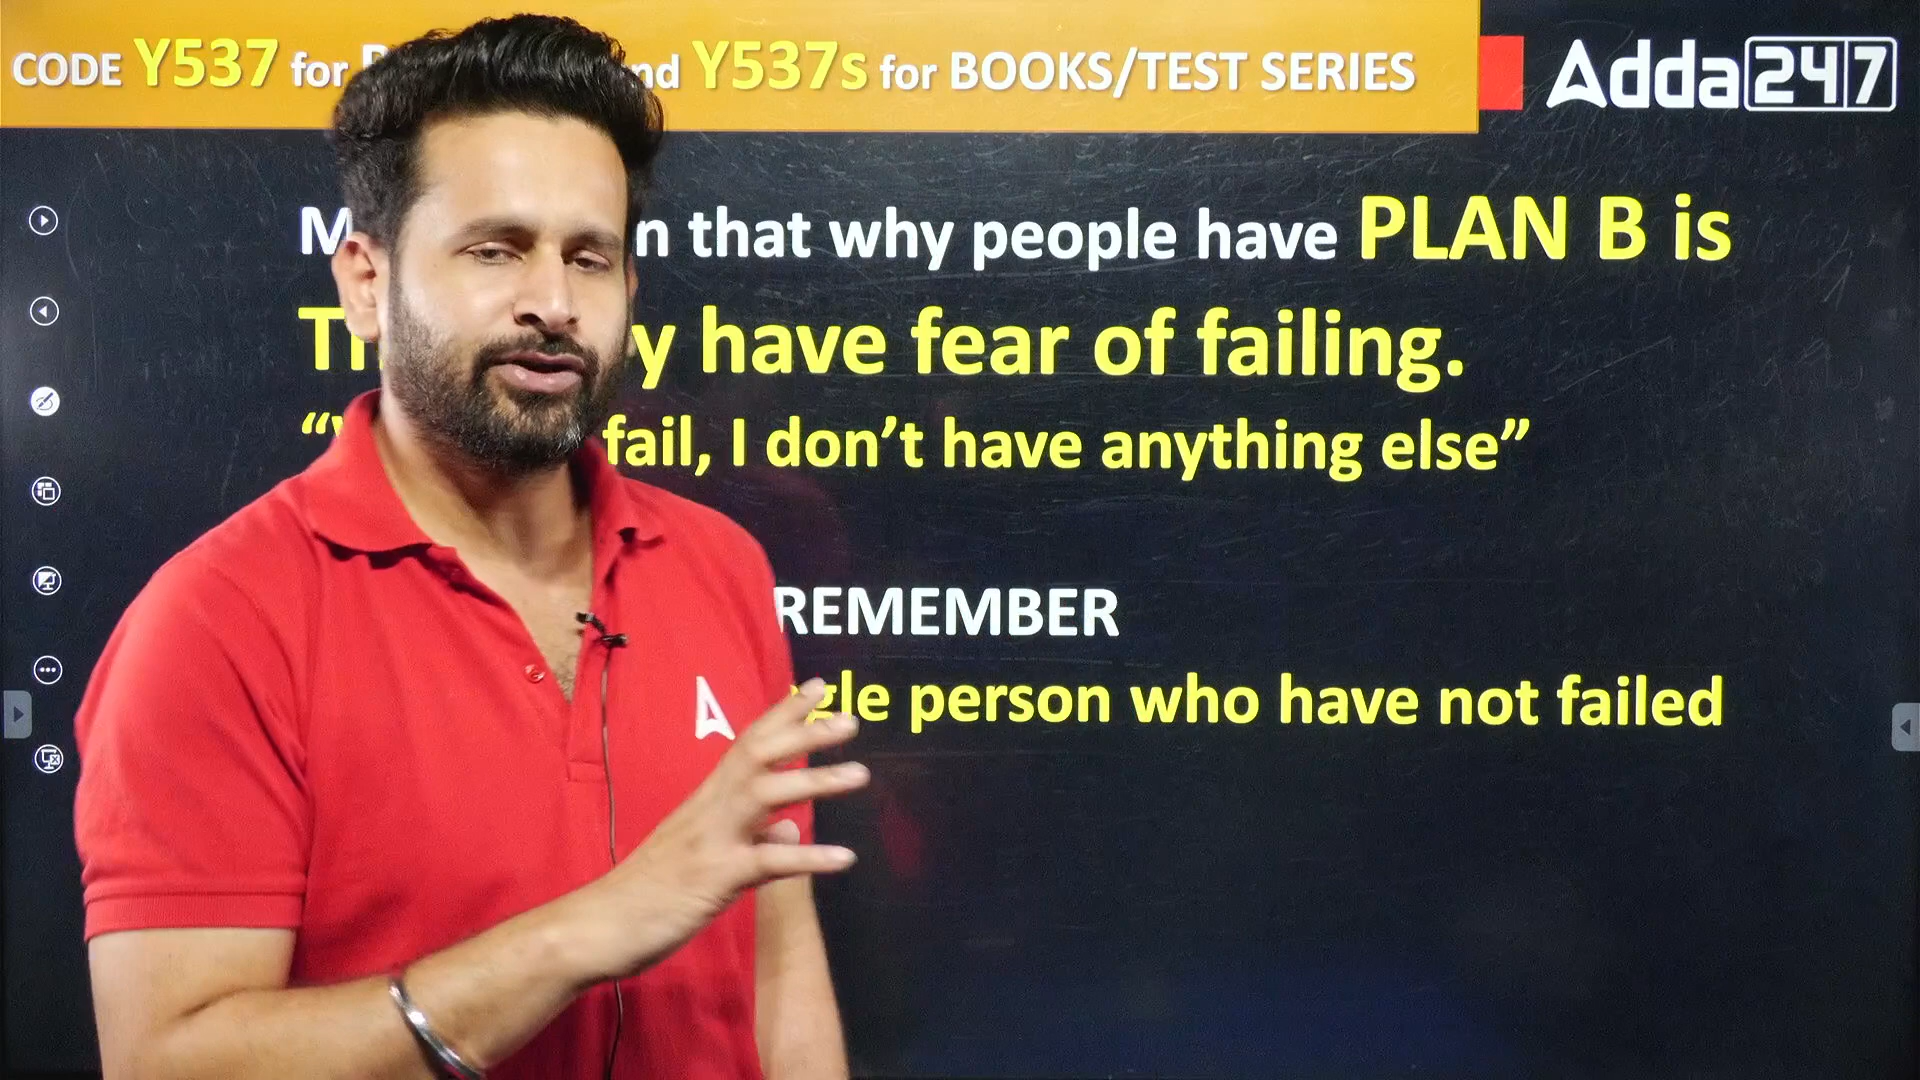 CODE Y537 for and Y537s for BOOKS/TEST SERIES
Adda247
that why people have PLAN B is
have fear of failing.
fail, I don't have anything else”
REMEMBER
person who have not failed